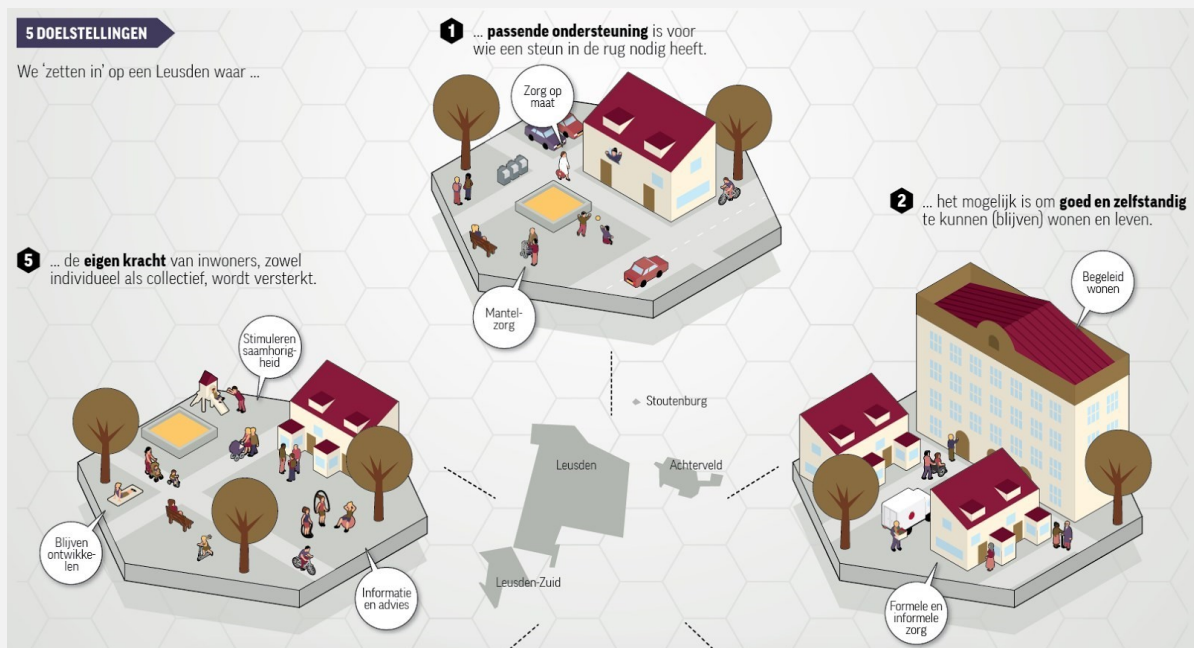 5 DOELSTELLINGEN
We ‘zetten in’ op een Leusden waar ...
1
... passende ondersteuning is voor
wie een steun in de rug nodig heeft.
Zorg op
maat
Mantel-
zorg
2
... het mogelijk is om goed en zelfstandig
te kunnen (blijven) wonen en leven.
Begeleid
wonen
Formele en
informele
zorg
5
... de eigen kracht van inwoners, zowel
individueel als collectief, wordt versterkt.
Stimuleren
saamhorig-
heid
Blijven
ontwikke-
len
Informatie
en advies
Stoutenburg
Leusden
Achterveld
Leusden-Zuid